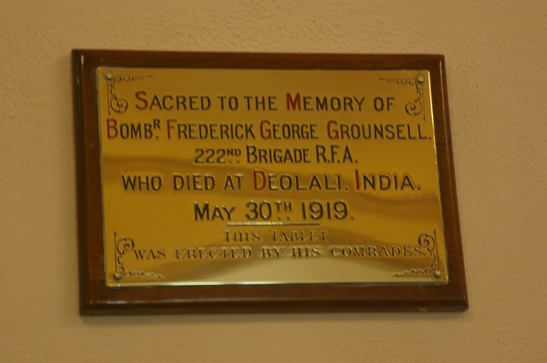 SACRED TO THE MEMORY OF
BOMBR. FREDERICK GEORGE GROUNSELL.
222ND. BRIGADE R.F.A.
WHO DIED AT DEOLALI. INDIA.
MAY 30TH. 1919.
THIS TABLET
WAS ERECTED BY HIS COMRADES.